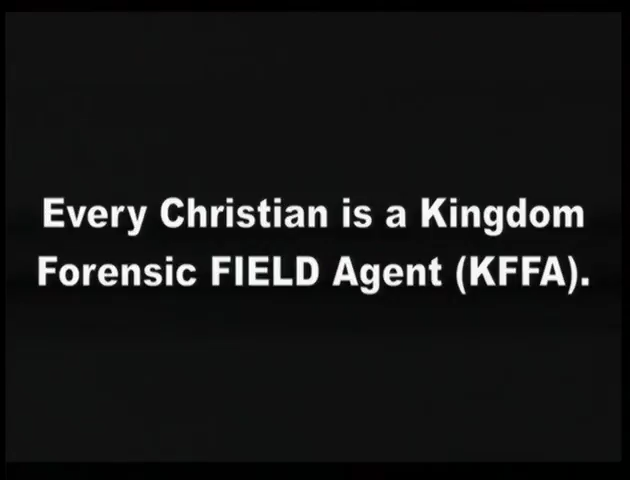 Every Christian is a Kingdom
Forensic FIELD Agent (KFFA).